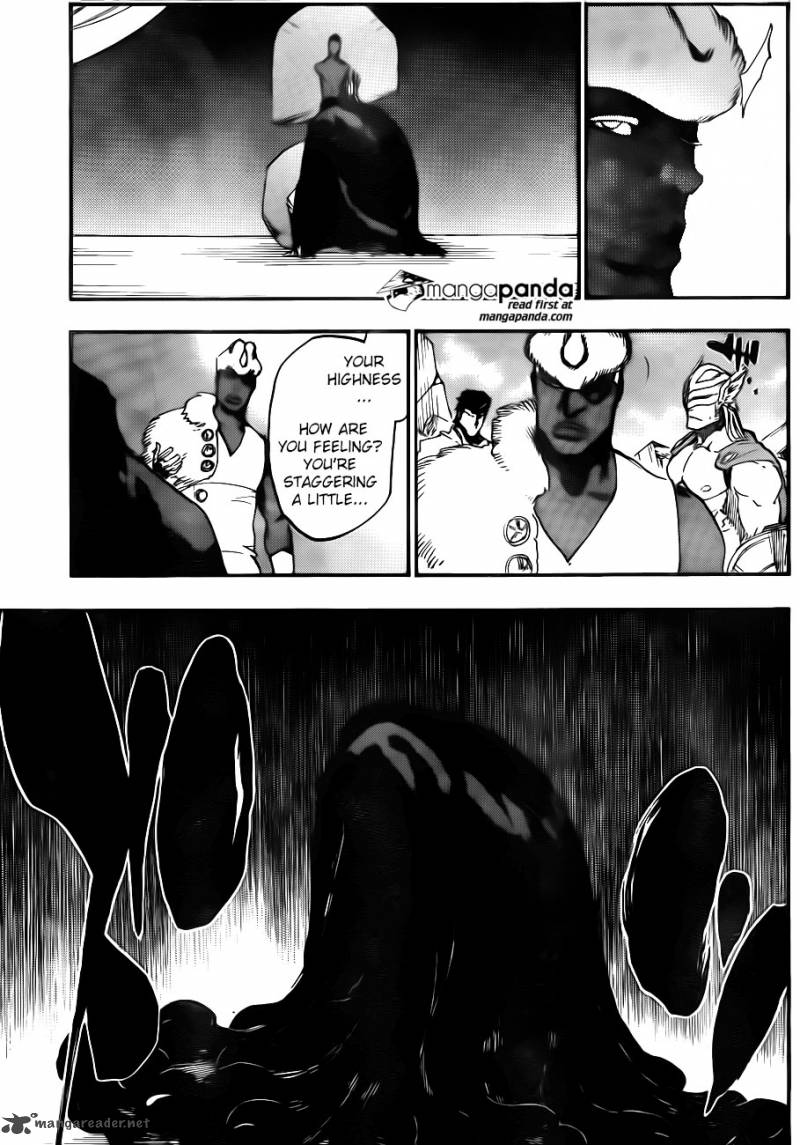 mangapanda
read first at
mangapanda.com
YOUR
HIGHNESS
...
HOW ARE
YOU FEELING?
YOU'RE
STAGGERING
A LITTLE...
mangareader.net